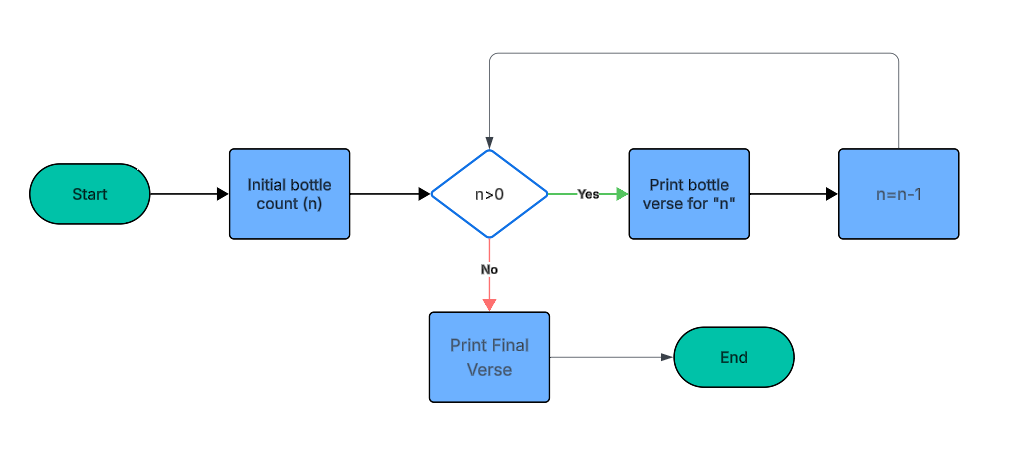 Start
Initial bottle
count (n)
n>0
Yes
Print bottle
verse for "n"
n=n-1
No
Print Final
Verse
End